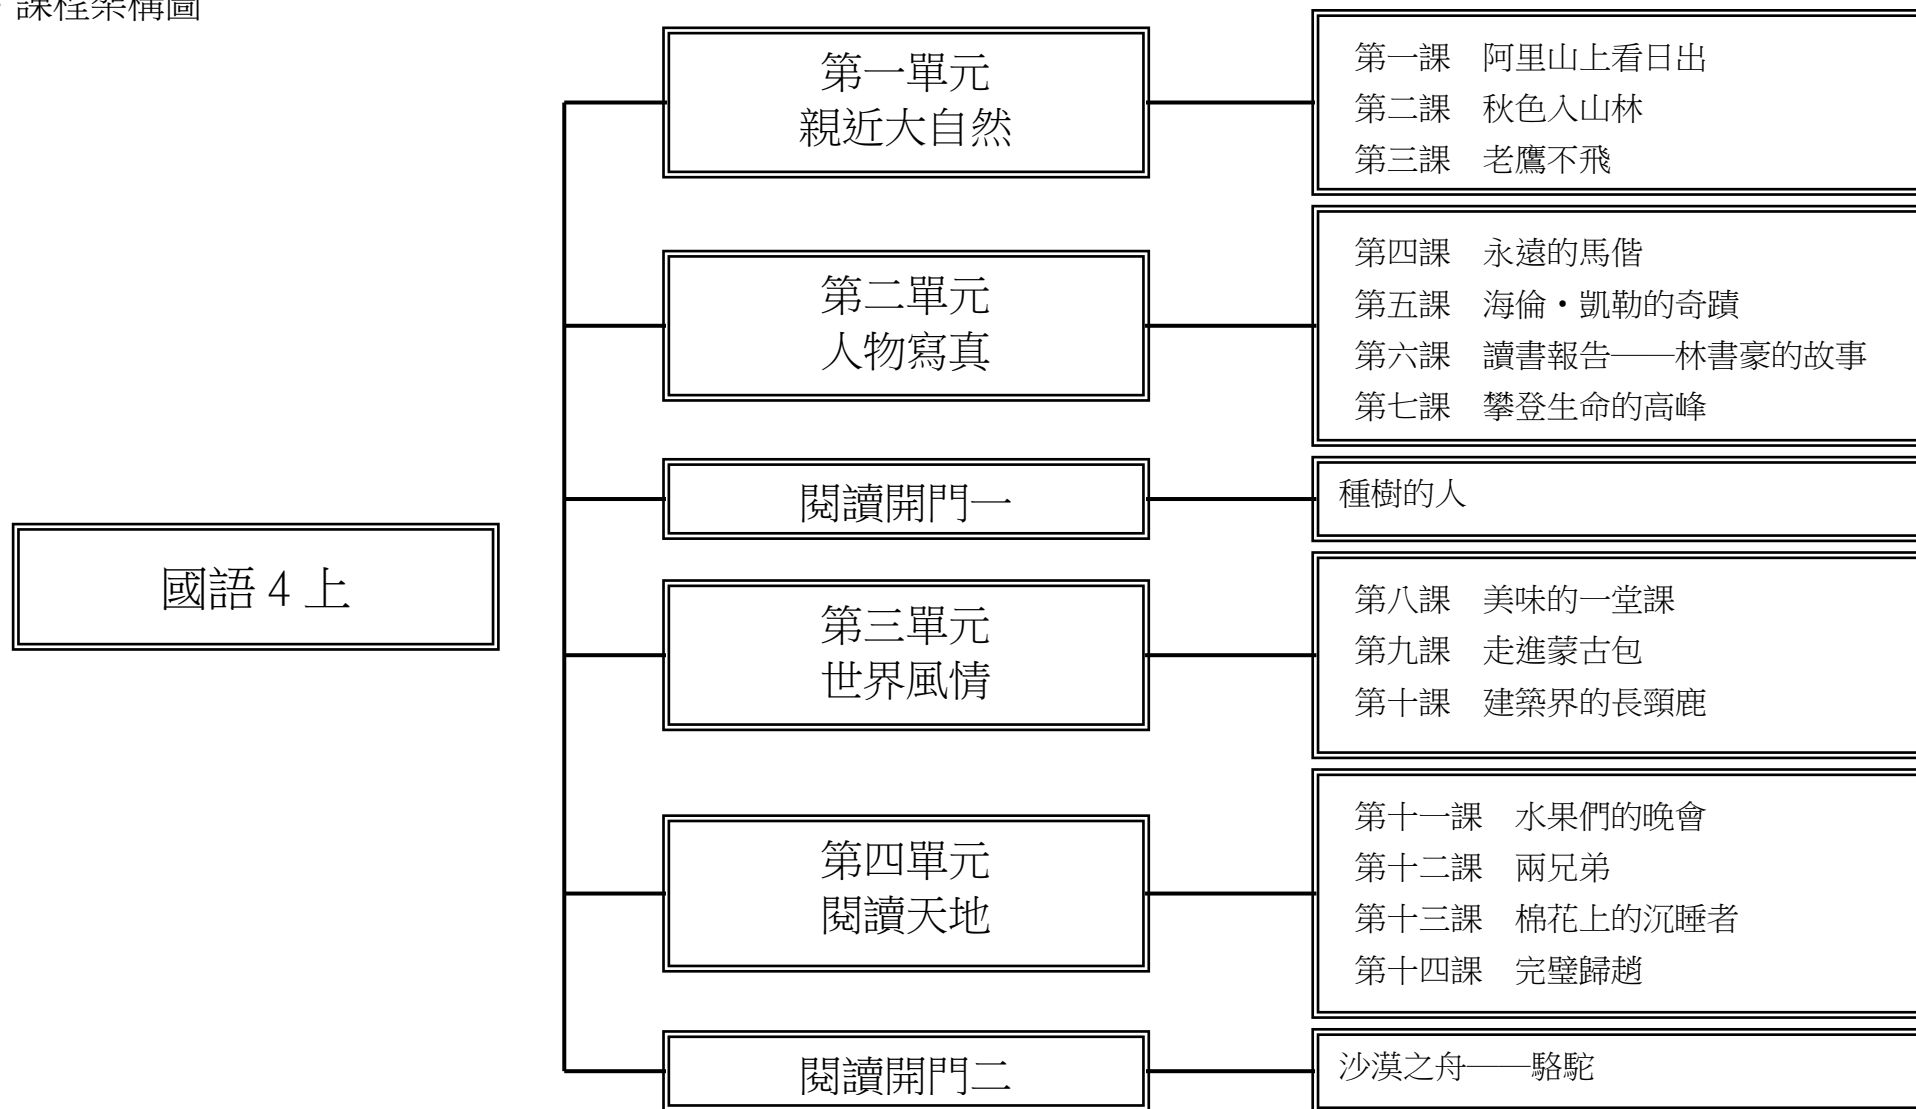 課程架構圖
國語4上
第一單元
親近大自然
第一課　阿里山上看日出
第二課　秋色入山林
第三課　老鷹不飛
第二單元
人物寫真
第四課　永遠的馬偕
第五課　海倫・凱勒的奇蹟
第六課　讀書報告——林書豪的故事
第七課　攀登生命的高峰
閱讀開門一
種樹的人
第三單元
世界風情
第八課　美味的一堂課
第九課　走進蒙古包
第十課　建築界的長頸鹿
第四單元
閱讀天地
第十一課　水果們的晚會
第十二課　兩兄弟
第十三課　棉花上的沉睡者
第十四課　完璧歸趙
閱讀開門二
沙漠之舟——駱駝